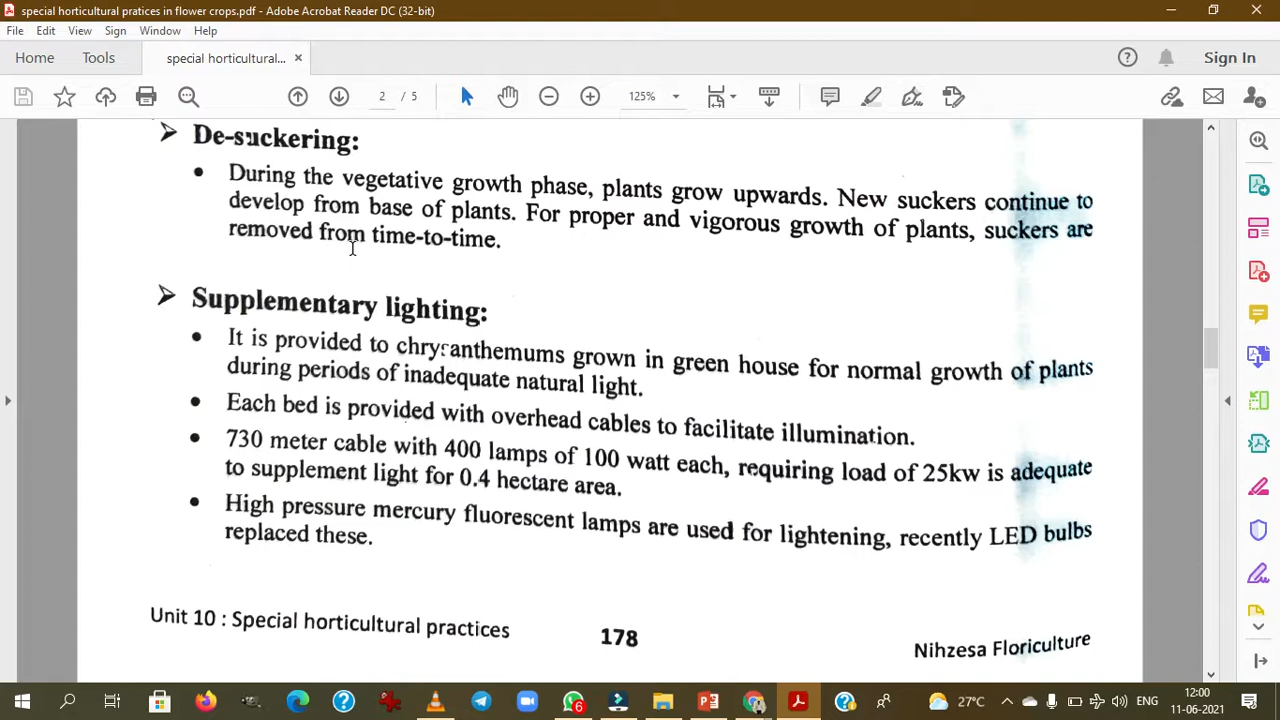 special horticultural pratices in flower crops.pdf - Adobe Acrobat Reader DC (32-bit)
File Edit View Sign Window Help
Home Tools special horticultural... × Sign In
2 / 5 125%
➤ De-suckering:
• During the vegetative growth phase, plants grow upwards. New suckers continue to
develop from base of plants. For proper and vigorous growth of plants, suckers are
removed from time-to-time.
➤ Supplementary lighting:
• It is provided to chrysanthemums grown in green house for normal growth of plants
during periods of inadequate natural light.
• Each bed is provided with overhead cables to facilitate illumination.
• 730 meter cable with 400 lamps of 100 watt each, requiring load of 25kw is adequate
to supplement light for 0.4 hectare area.
• High pressure mercury fluorescent lamps are used for lightening, recently LED bulbs
replaced these.
Unit 10 : Special horticultural practices 178 Nihzesa Floriculture
6 27°C ENG 12:00
11-06-2021